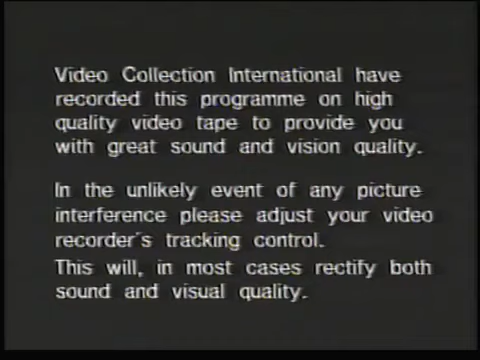 Video Collection International have
recorded this programme on high
quality video tape to provide you
with great sound and vision quality.
In the unlikely event of any picture
interference please adjust your video
recorder's tracking control.
This will, in most cases rectify both
sound and visual quality.